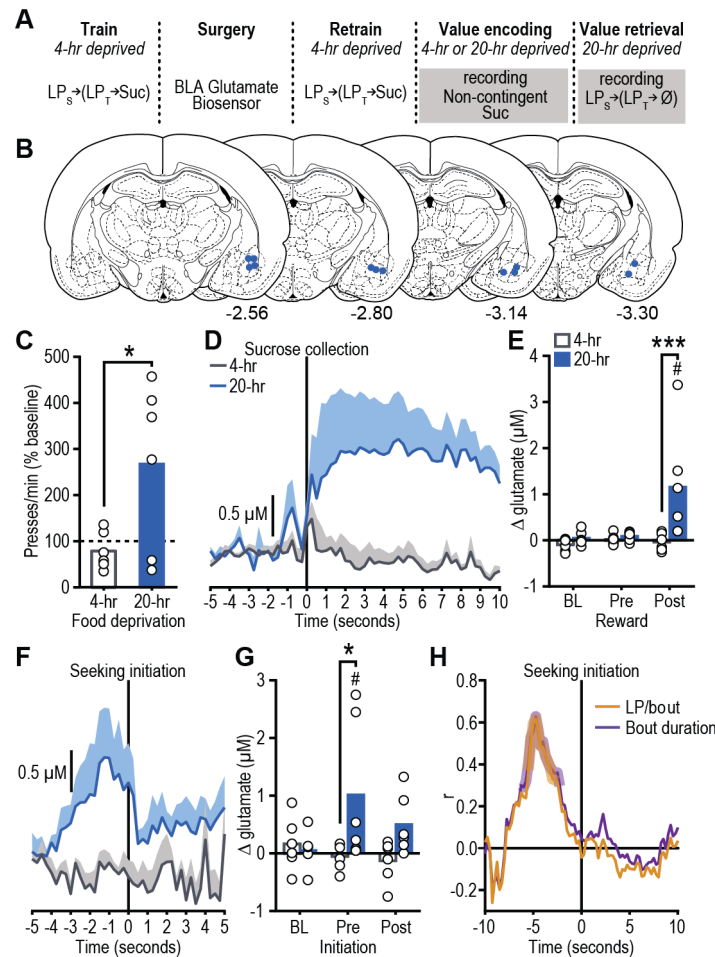 A
Train
4-hr deprived
LPS→(LPT→Suc)
Surgery
BLA Glutamate
Biosensor
Retrain
4-hr deprived
LPS→(LPT→Suc)
Value encoding
4-hr or 20-hr deprived
recording
Non-contingent
Suc
Value retrieval
20-hr deprived
recording
LPS→(LPT→ Ø)
B
-2.56
-2.80
-3.14
-3.30
C
*
500
400
300
200
100
0
Presses/min (% baseline)
4-hr
20-hr
Food deprivation
D
Sucrose collection
4-hr
20-hr
0.5 μM
-5 -4 -3 -2 -1 0 1 2 3 4 5 6 7 8 9 10
Time (seconds)
E
4-hr
20-hr
***
#
4
3
2
1
0
-1
Δ glutamate (μM)
BL Pre Post
Reward
F
Seeking initiation
0.5 μM
-5 -4 -3 -2 -1 0 1 2 3 4 5
Time (seconds)
G
*
#
3
2
1
0
-1
Δ glutamate (μM)
BL Pre Post
Initiation
H
Seeking initiation
LP/bout
Bout duration
0.8
0.6
0.4
0.2
0.0
-0.2
r
-10 -5 0 5 10
Time (seconds)